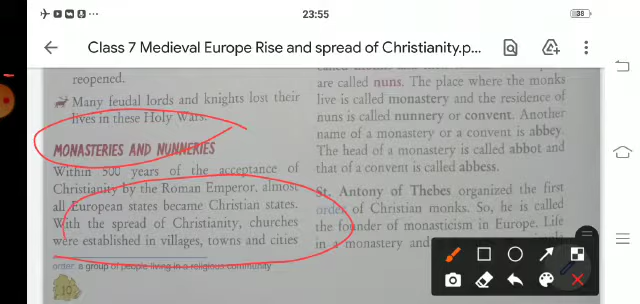 23:55
38
Class 7 Medieval Europe Rise and spread of Christianity.p...
reopened.
Many feudal lords and knights lost their
lives in these Holy Wars.
MONASTERIES AND NUNNERIES
Within 500 years of the acceptance of
Christianity by the Roman Emperor, almost
all European states became Christian states.
With the spread of Christianity, churches
were established in villages, towns and cities
order: a group of people living in a religious community
10
are called nuns. The place where the monks
live is called monastery and the residence of
nuns is called nunnery or convent. Another
name of a monastery or a convent is abbey.
The head of a monastery is called abbot and
that of a convent is called abbess.
St. Antony of Thebes organized the first
order of Christian monks. So, he is called
the founder of monasticism in Europe. Life
in a monastery and